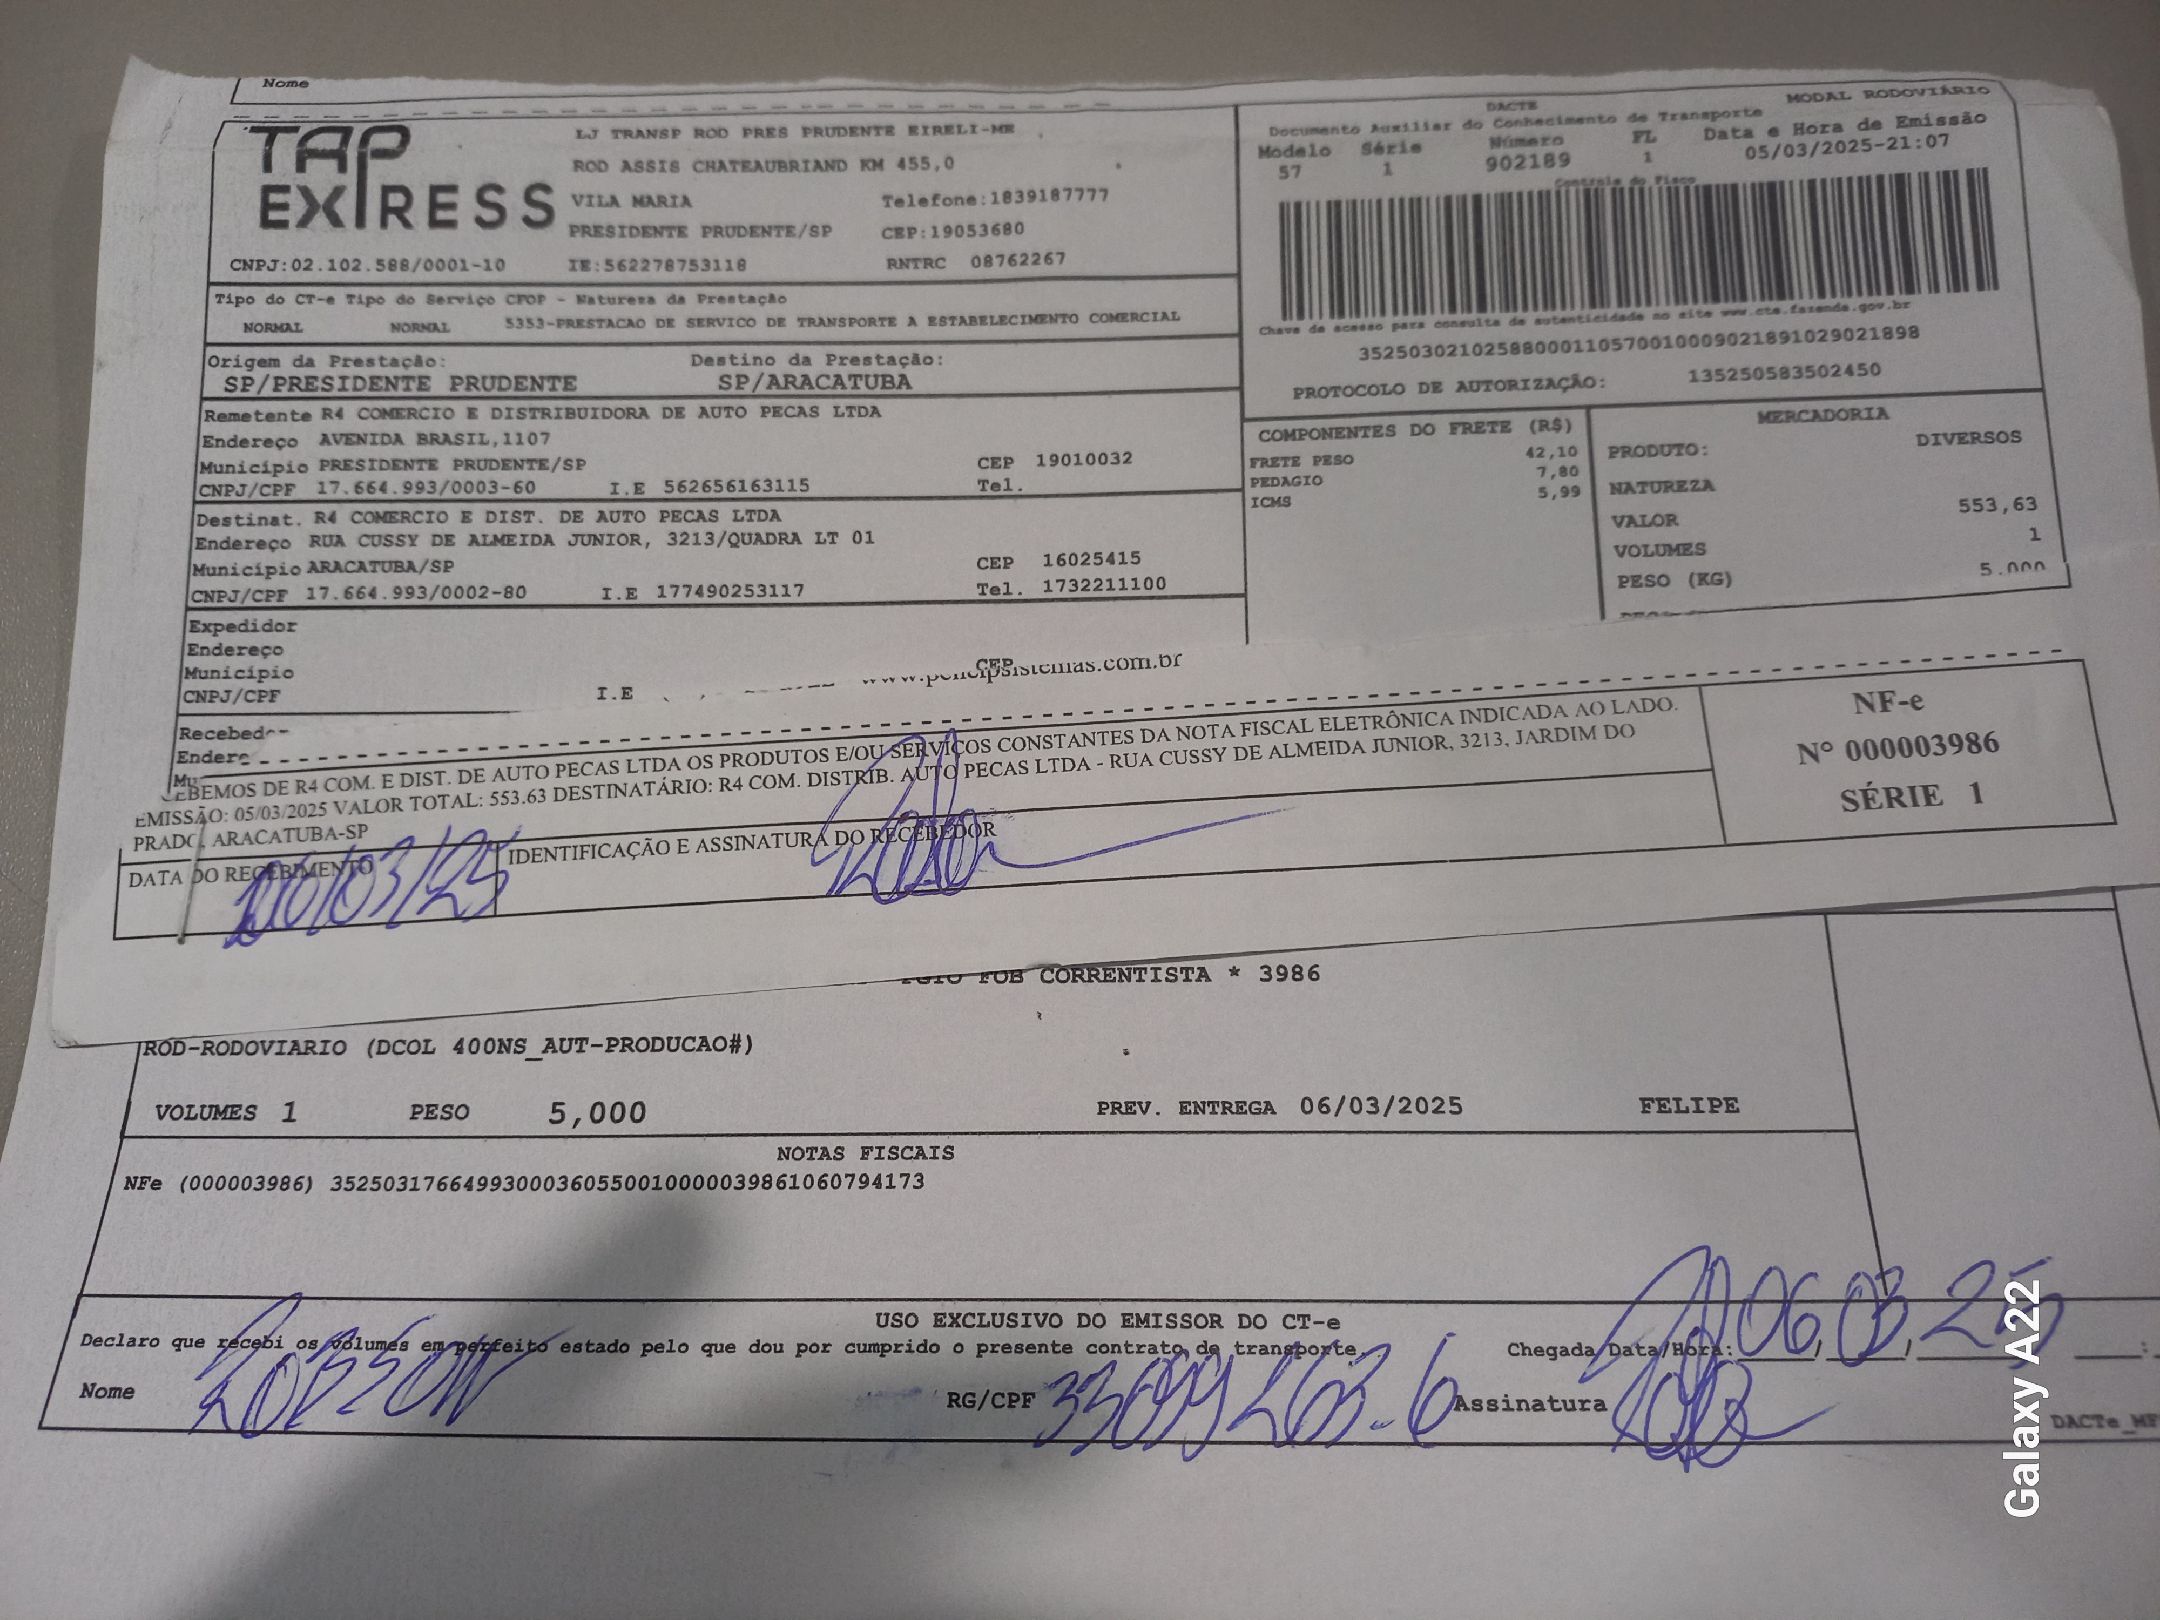 Nome
TAP EXPRESS
LJ TRANSP ROD PRES PRUDENTE EIRELI-ME
ROD ASSIS CHATEAUBRIAND KM 455,0
VILA MARIA Telefone:1839187777
PRESIDENTE PRUDENTE/SP CEP:19053680
CNPJ:02.102.588/0001-10 IE:562278753118 RNTRC 08762267
DACTE MODAL RODOVIÁRIO
Documento Auxiliar do Conhecimento de Transporte
Modelo Série Número FL Data e Hora de Emissão
57 1 902189 1 05/03/2025-21:07
Controle do Fisco
Chave de acesso para consulta de autenticidade no site www.cte.fazenda.gov.br
35250302102588000110570010009021891029021898
PROTOCOLO DE AUTORIZAÇÃO: 135250583502450
Tipo do CT-e Tipo do Serviço CFOP - Natureza da Prestação
NORMAL NORMAL 5353-PRESTACAO DE SERVICO DE TRANSPORTE A ESTABELECIMENTO COMERCIAL
Origem da Prestação: Destino da Prestação:
SP/PRESIDENTE PRUDENTE SP/ARACATUBA
Remetente R4 COMERCIO E DISTRIBUIDORA DE AUTO PECAS LTDA
Endereço AVENIDA BRASIL,1107
Município PRESIDENTE PRUDENTE/SP CEP 19010032
CNPJ/CPF 17.664.993/0003-60 I.E 562656163115 Tel.
Destinat. R4 COMERCIO E DIST. DE AUTO PECAS LTDA
Endereço RUA CUSSY DE ALMEIDA JUNIOR, 3213/QUADRA LT 01
Município ARACATUBA/SP CEP 16025415
CNPJ/CPF 17.664.993/0002-80 I.E 177490253117 Tel. 1732211100
COMPONENTES DO FRETE (R$)
FRETE PESO 42,10
PEDAGIO 7,80
ICMS 5,99
MERCADORIA
PRODUTO: DIVERSOS
NATUREZA
VALOR 553,63
VOLUMES 1
PESO (KG) 5.000
Expedidor
Endereço
Município CEP
CNPJ/CPF I.E
Recebed
Endere
Mu
EBEMOS DE R4 COM. E DIST. DE AUTO PECAS LTDA OS PRODUTOS E/OU SERVIÇOS CONSTANTES DA NOTA FISCAL ELETRÔNICA INDICADA AO LADO.
EMISSÃO: 05/03/2025 VALOR TOTAL: 553.63 DESTINATÁRIO: R4 COM. DISTRIB. AUTO PECAS LTDA - RUA CUSSY DE ALMEIDA JUNIOR, 3213, JARDIM DO
PRADO, ARACATUBA-SP
DATA DO RECEBIMENTO IDENTIFICAÇÃO E ASSINATURA DO RECEBEDOR
06/03/25
NF-e
Nº 000003986
SÉRIE 1
FOB CORRENTISTA * 3986
ROD-RODOVIARIO (DCOL 400NS_AUT-PRODUCAO#)
VOLUMES 1 PESO 5,000 PREV. ENTREGA 06/03/2025 FELIPE
NOTAS FISCAIS
NFe (000003986) 35250317664993000360550010000039861060794173
USO EXCLUSIVO DO EMISSOR DO CT-e
Declaro que recebi os volumes em perfeito estado pelo que dou por cumprido o presente contrato de transporte. Chegada Data/Hora: 06/03/25
Nome ROBSON RG/CPF Assinatura
DACTe_MF
Galaxy A22